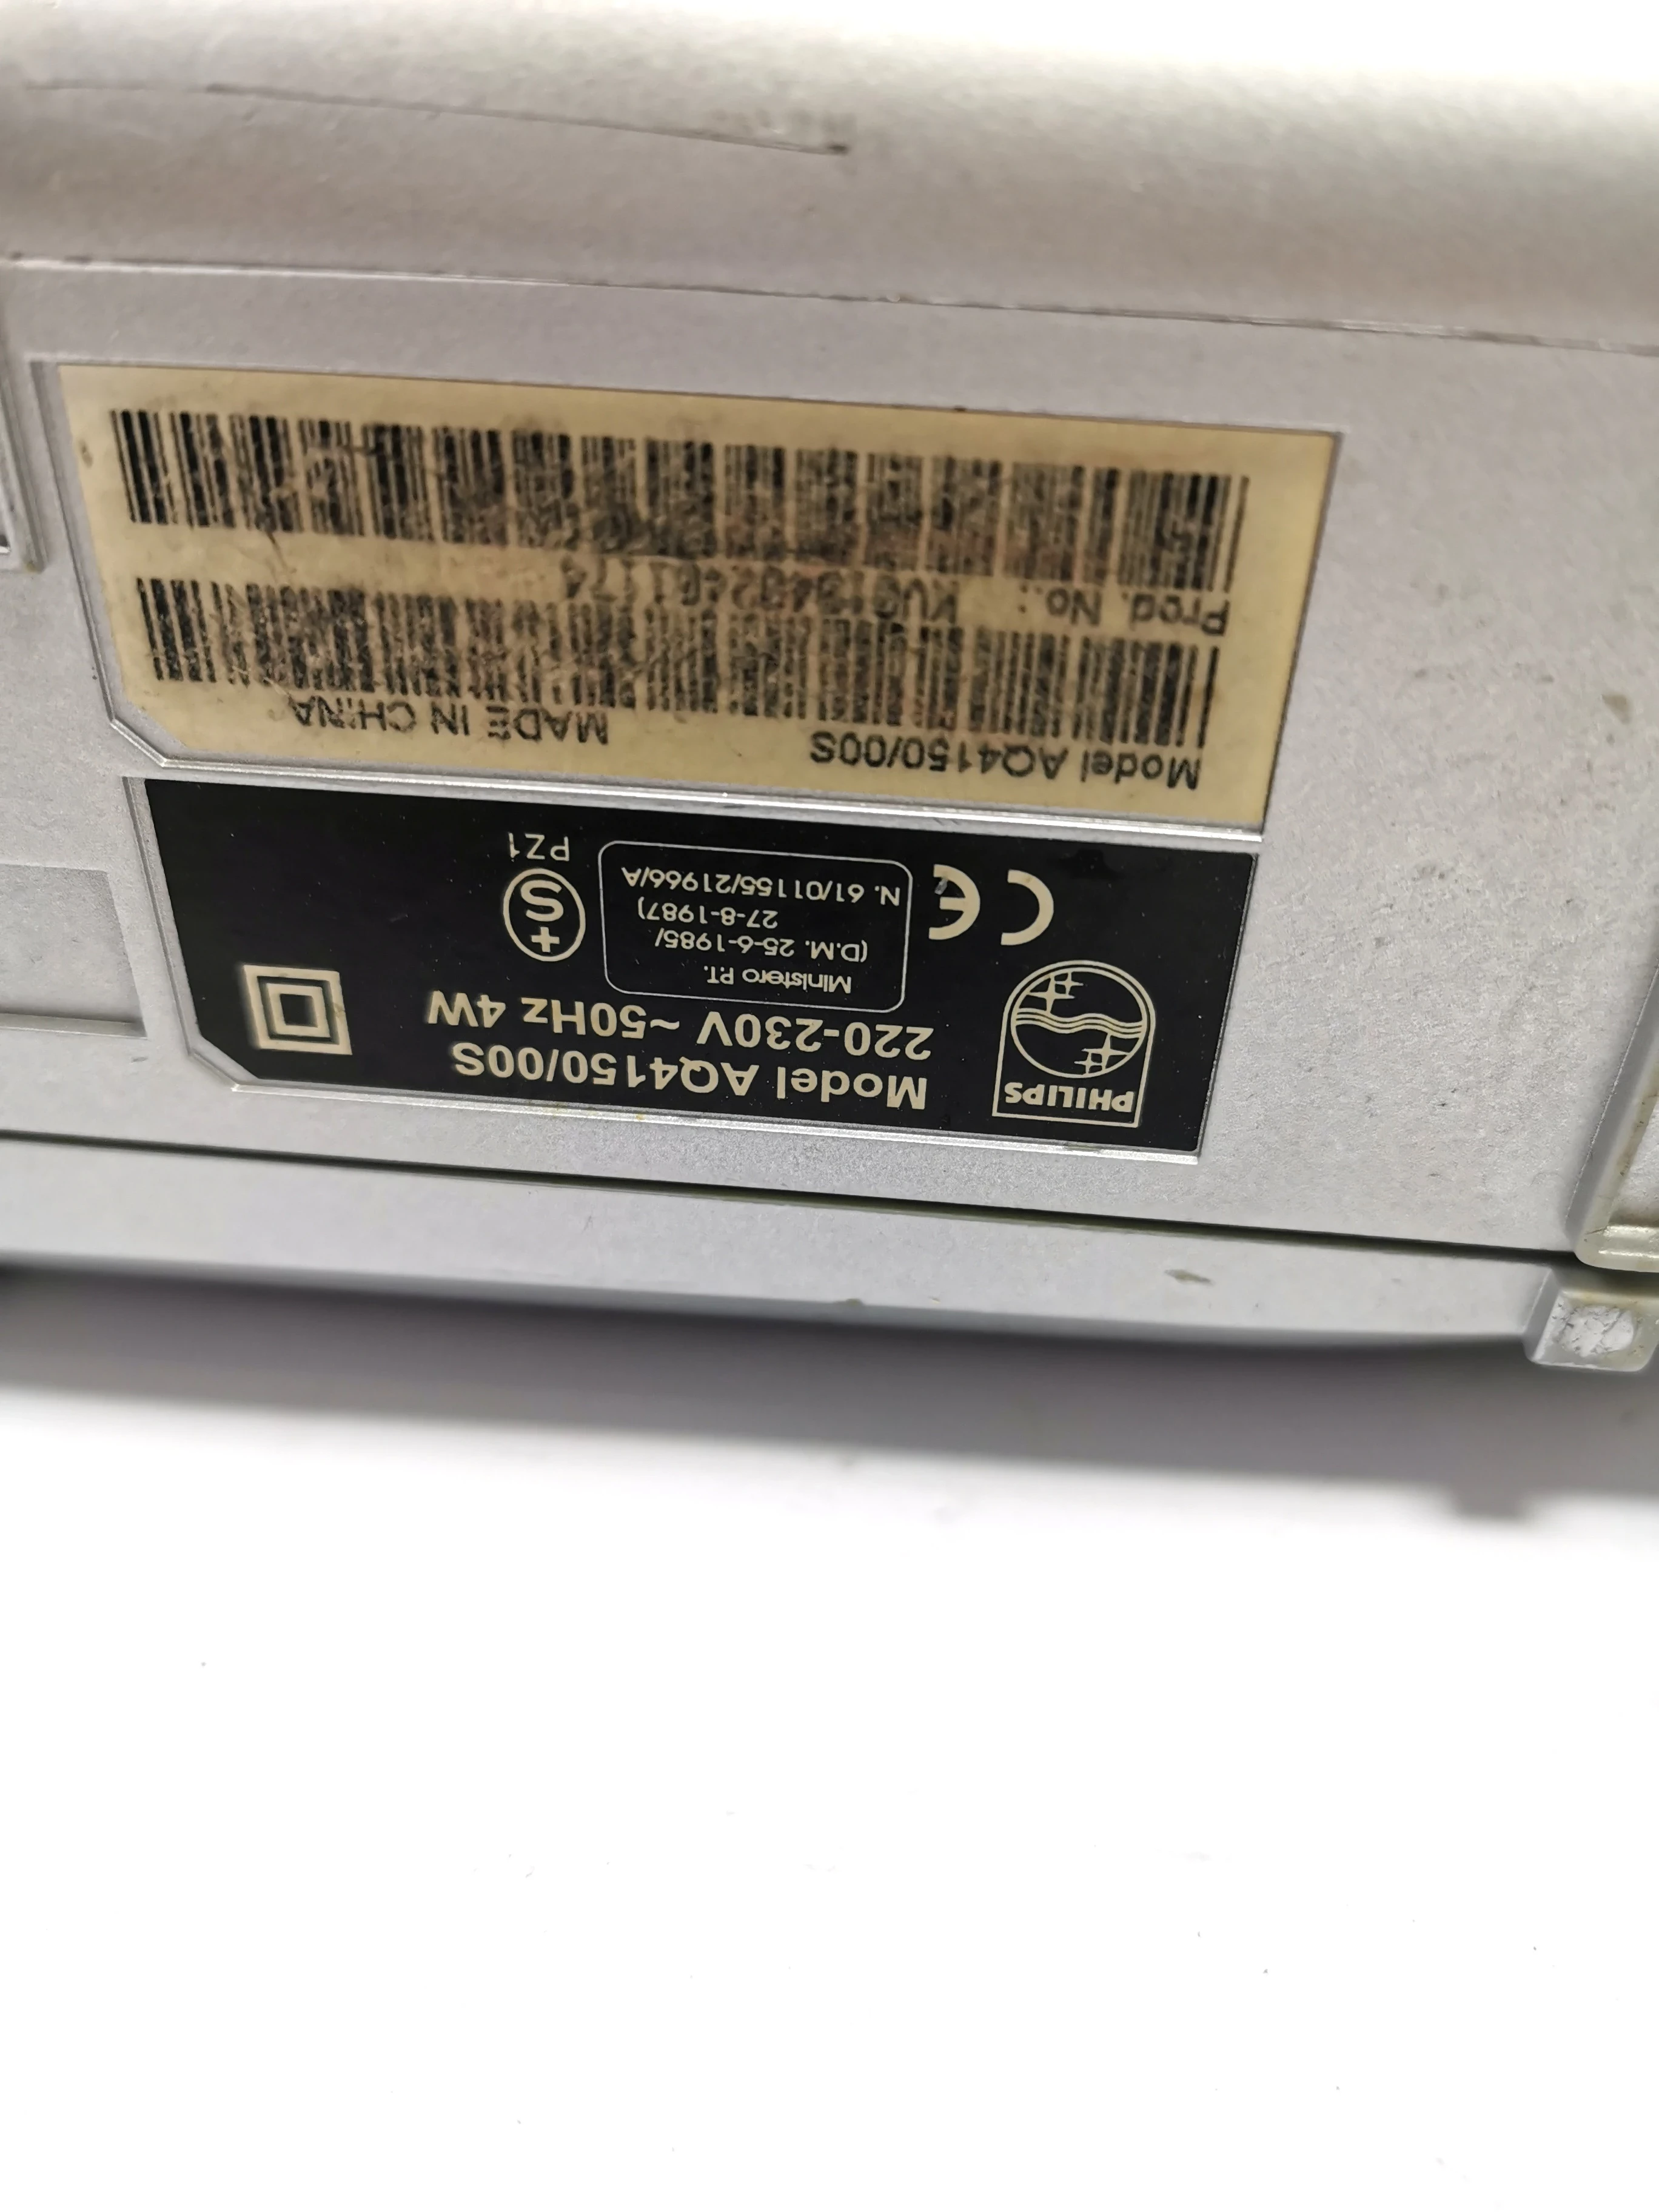 PHILIPS
Model AQ4150/00S
220-230V ~50Hz 4W
Ministero P.T.
(D.M. 25-6-1985/
27-8-1987)
N. 61/01155/21966/A
CE
+S
PZ1
Model AQ4150/00S MADE IN CHINA
Prod. No.: